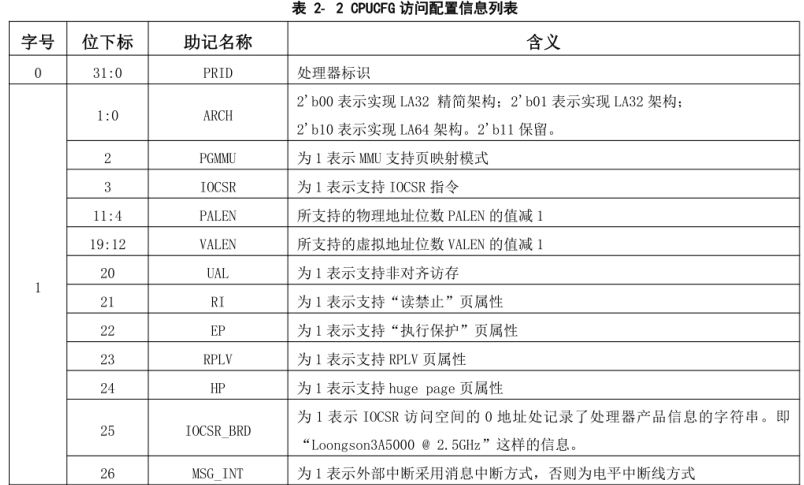 表 2- 2 CPUCFG 访问配置信息列表
字号 位下标 助记名称 含义
0 31:0 PRID 处理器标识
1
1:0 ARCH 2'b00 表示实现 LA32 精简架构；2'b01 表示实现 LA32 架构；
2'b10 表示实现 LA64 架构。2'b11 保留。
2 PGMMU 为 1 表示 MMU 支持页映射模式
3 IOCSR 为 1 表示支持 IOCSR 指令
11:4 PALEN 所支持的物理地址位数 PALEN 的值减 1
19:12 VALEN 所支持的虚拟地址位数 VALEN 的值减 1
20 UAL 为 1 表示支持非对齐访存
21 RI 为 1 表示支持“读禁止”页属性
22 EP 为 1 表示支持“执行保护”页属性
23 RPLV 为 1 表示支持 RPLV 页属性
24 HP 为 1 表示支持 huge page 页属性
25 IOCSR_BRD 为 1 表示 IOCSR 访问空间的 0 地址处记录了处理器产品信息的字符串。即
“Loongson3A5000 @ 2.5GHz”这样的信息。
26 MSG_INT 为 1 表示外部中断采用消息中断方式，否则为电平中断线方式